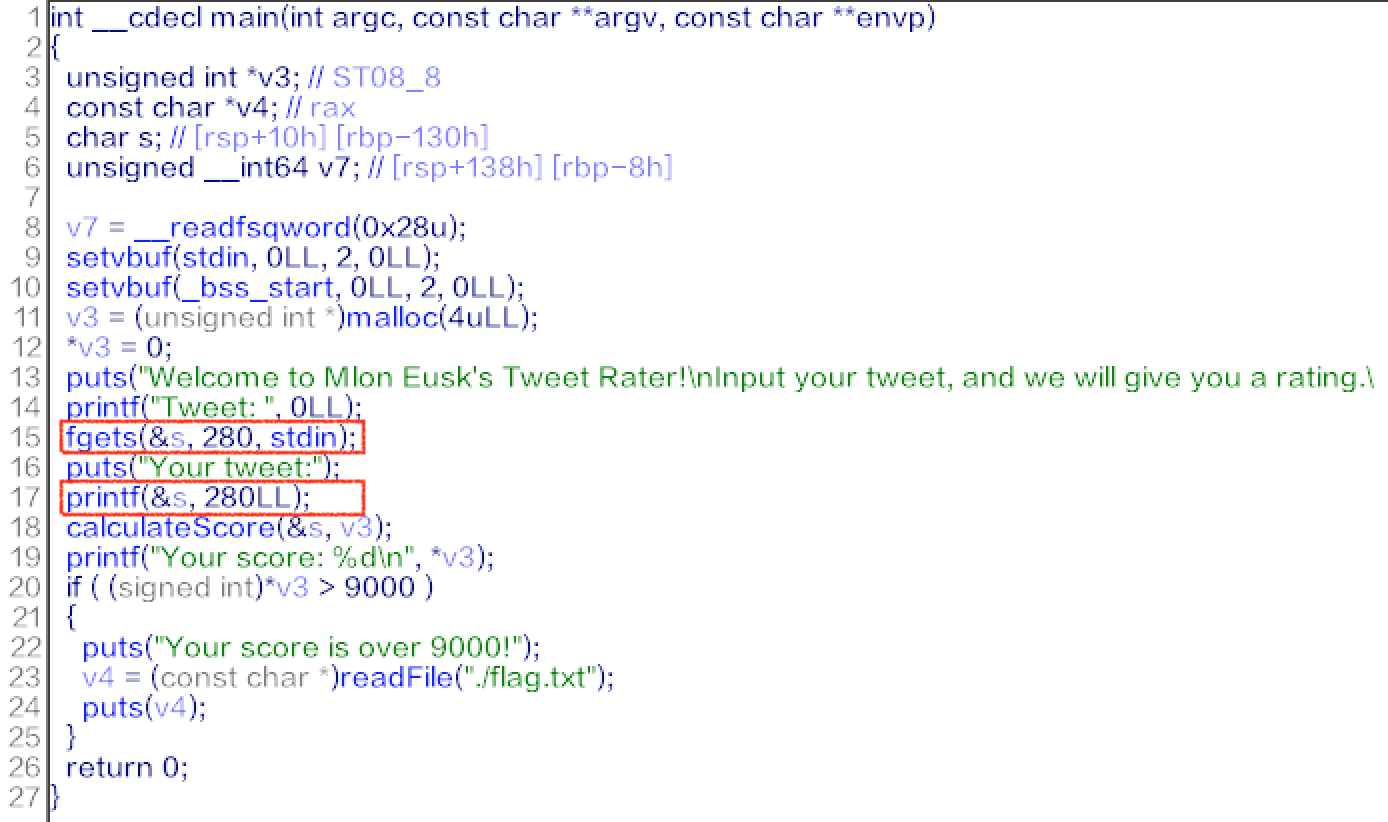 1 int __cdecl main(int argc, const char **argv, const char **envp)
2 {
3 unsigned int *v3; // ST08_8
4 const char *v4; // rax
5 char s; // [rsp+10h] [rbp-130h]
6 unsigned __int64 v7; // [rsp+138h] [rbp-8h]
7
8 v7 = __readfsqword(0x28u);
9 setvbuf(stdin, 0LL, 2, 0LL);
10 setvbuf(_bss_start, 0LL, 2, 0LL);
11 v3 = (unsigned int *)malloc(4uLL);
12 *v3 = 0;
13 puts("Welcome to Mlon Eusk's Tweet Rater!\nInput your tweet, and we will give you a rating.\
14 printf("Tweet: ", 0LL);
15 fgets(&s, 280, stdin);
16 puts("Your tweet:");
17 printf(&s, 280LL);
18 calculateScore(&s, v3);
19 printf("Your score: %d\n", *v3);
20 if ( (signed int)*v3 > 9000 )
21 {
22 puts("Your score is over 9000!");
23 v4 = (const char *)readFile("./flag.txt");
24 puts(v4);
25 }
26 return 0;
27 }